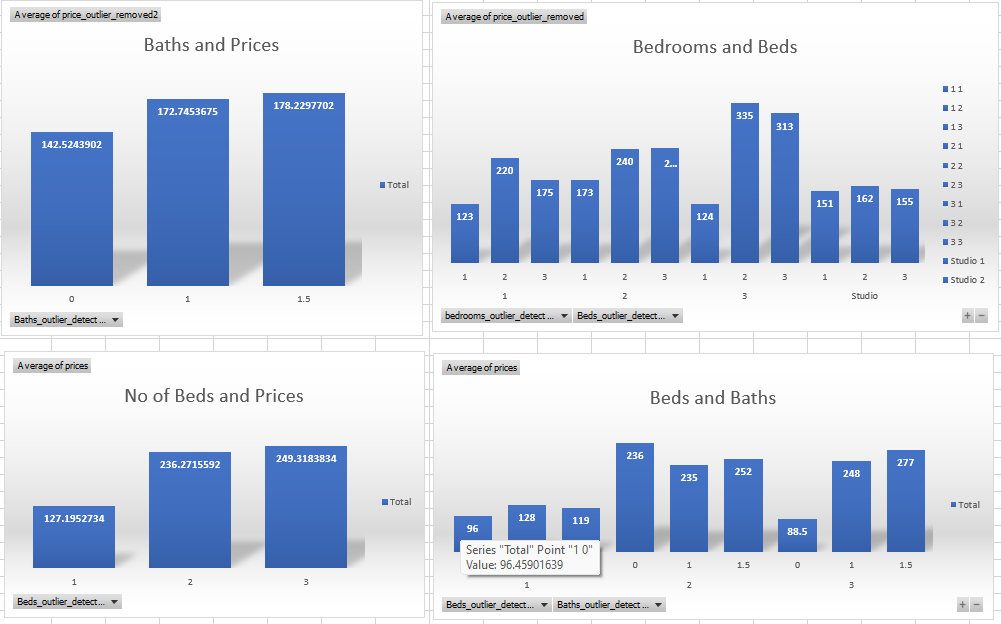 Average of price_outlier_removed2
Baths and Prices
142.5243902
172.7453675
178.2297702
Total
0 1 1.5
Baths_outlier_detect...
Average of price_outlier_removed
Bedrooms and Beds
123 220 175 173 240 2... 124 335 313 151 162 155
1 2 3 1 2 3 1 2 3 1 2 3
1 2 3 Studio
1 1
1 2
1 3
2 1
2 2
2 3
3 1
3 2
3 3
Studio 1
Studio 2
bedrooms_outlier_detect... Beds_outlier_detect...
+ −
Average of prices
No of Beds and Prices
127.1952734
236.2715592
249.3183834
Total
1 2 3
Beds_outlier_detect...
Average of prices
Beds and Baths
96 128 119 236 235 252 88.5 248 277
Total
Series "Total" Point "1 0"
Value: 96.45901639
0 1 1.5 0 1 1.5
1 2 3
Beds_outlier_detect... Baths_outlier_detect...
+ −